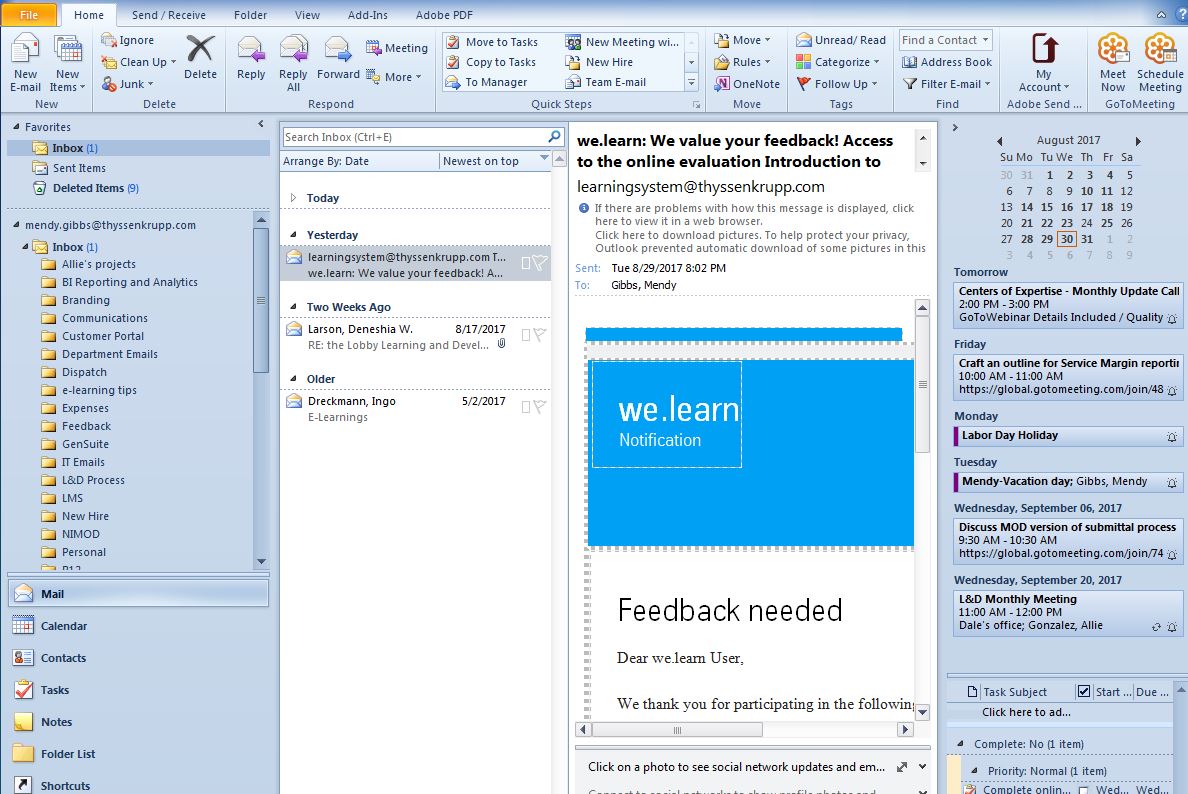 File Home Send / Receive Folder View Add-Ins Adobe PDF
New E-mail
New Items
New
Ignore
Clean Up
Junk
Delete
Delete
Reply
Reply All
Forward
Meeting
More
Respond
Move to Tasks
Copy to Tasks
To Manager
New Meeting wi...
New Hire
Team E-mail
Quick Steps
Move
Rules
OneNote
Move
Unread/ Read
Categorize
Follow Up
Tags
Find a Contact
Address Book
Filter E-mail
Find
My Account
Adobe Send ...
Meet Now
Schedule Meeting
GoToMeeting
Favorites
Inbox (1)
Sent Items
Deleted Items (9)
mendy.gibbs@thyssenkrupp.com
Inbox (1)
Allie's projects
BI Reporting and Analytics
Branding
Communications
Customer Portal
Department Emails
Dispatch
e-learning tips
Expenses
Feedback
GenSuite
IT Emails
L&D Process
LMS
New Hire
NIMOD
Personal
Mail
Calendar
Contacts
Tasks
Notes
Folder List
Shortcuts
Search Inbox (Ctrl+E)
Arrange By: Date Newest on top
Today
Yesterday
learningsystem@thyssenkrupp.com T...
we.learn: We value your feedback! A...
Two Weeks Ago
Larson, Deneshia W. 8/17/2017
RE: the Lobby Learning and Devel...
Older
Dreckmann, Ingo 5/2/2017
E-Learnings
we.learn: We value your feedback! Access
to the online evaluation Introduction to
learningsystem@thyssenkrupp.com
If there are problems with how this message is displayed, click
here to view it in a web browser.
Click here to download pictures. To help protect your privacy,
Outlook prevented automatic download of some pictures in this
Sent: Tue 8/29/2017 8:02 PM
To: Gibbs, Mendy
we.learn
Notification
Feedback needed
Dear we.learn User,
We thank you for participating in the following
Click on a photo to see social network updates and em...
Connect to social networks to show profile photos and
August 2017
Su Mo Tu We Th Fr Sa
30 31 1 2 3 4 5
6 7 8 9 10 11 12
13 14 15 16 17 18 19
20 21 22 23 24 25 26
27 28 29 30 31 1 2
3 4 5 6 7 8 9
Tomorrow
Centers of Expertise - Monthly Update Call
2:00 PM - 3:00 PM
GoToWebinar Details Included / Quality
Friday
Craft an outline for Service Margin reportin
10:00 AM - 11:00 AM
https://global.gotomeeting.com/join/48
Monday
Labor Day Holiday
Tuesday
Mendy-Vacation day; Gibbs, Mendy
Wednesday, September 06, 2017
Discuss MOD version of submittal process
9:30 AM - 10:30 AM
https://global.gotomeeting.com/join/74
Wednesday, September 20, 2017
L&D Monthly Meeting
11:00 AM - 12:00 PM
Dale's office; Gonzalez, Allie
Task Subject Start ... Due ...
Click here to ad...
Complete: No (1 item)
Priority: Normal (1 item)
Complete onlin... Wed... Wed...